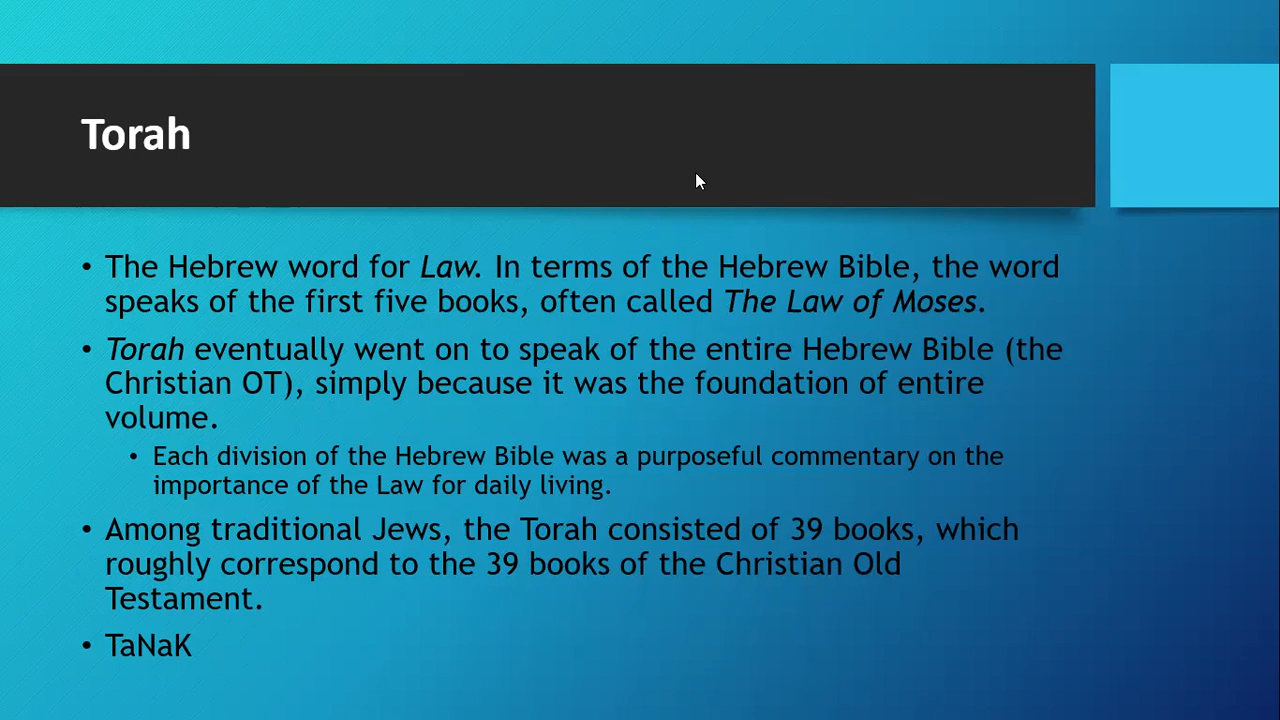 Torah
• The Hebrew word for Law. In terms of the Hebrew Bible, the word
speaks of the first five books, often called The Law of Moses.
• Torah eventually went on to speak of the entire Hebrew Bible (the
Christian OT), simply because it was the foundation of entire
volume.
• Each division of the Hebrew Bible was a purposeful commentary on the
importance of the Law for daily living.
• Among traditional Jews, the Torah consisted of 39 books, which
roughly correspond to the 39 books of the Christian Old
Testament.
• TaNaK